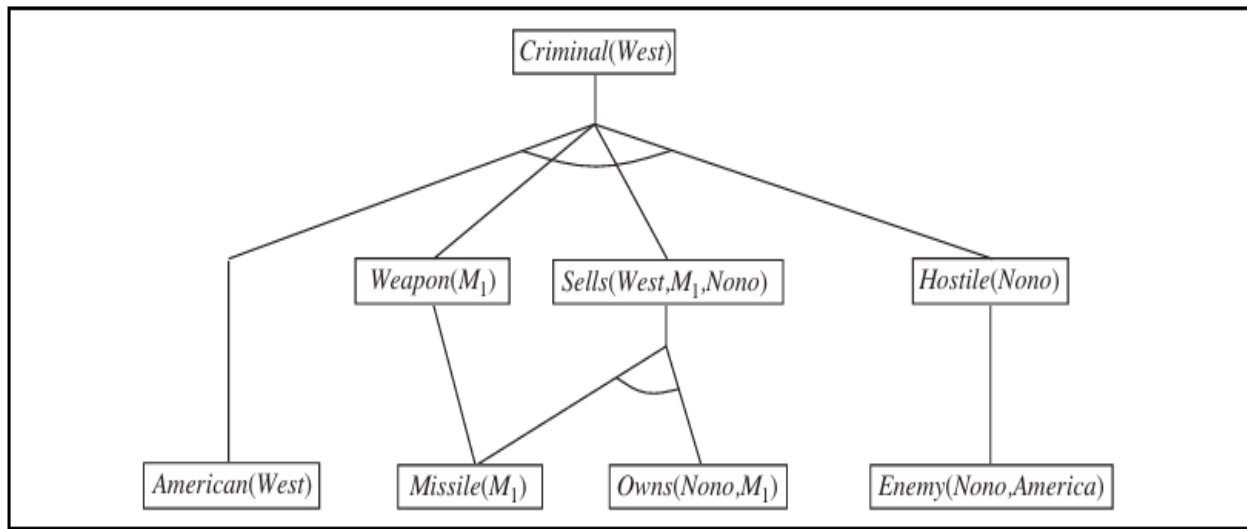 Criminal(West)
Weapon(M₁)
Sells(West,M₁,Nono)
Hostile(Nono)
American(West)
Missile(M₁)
Owns(Nono,M₁)
Enemy(Nono,America)